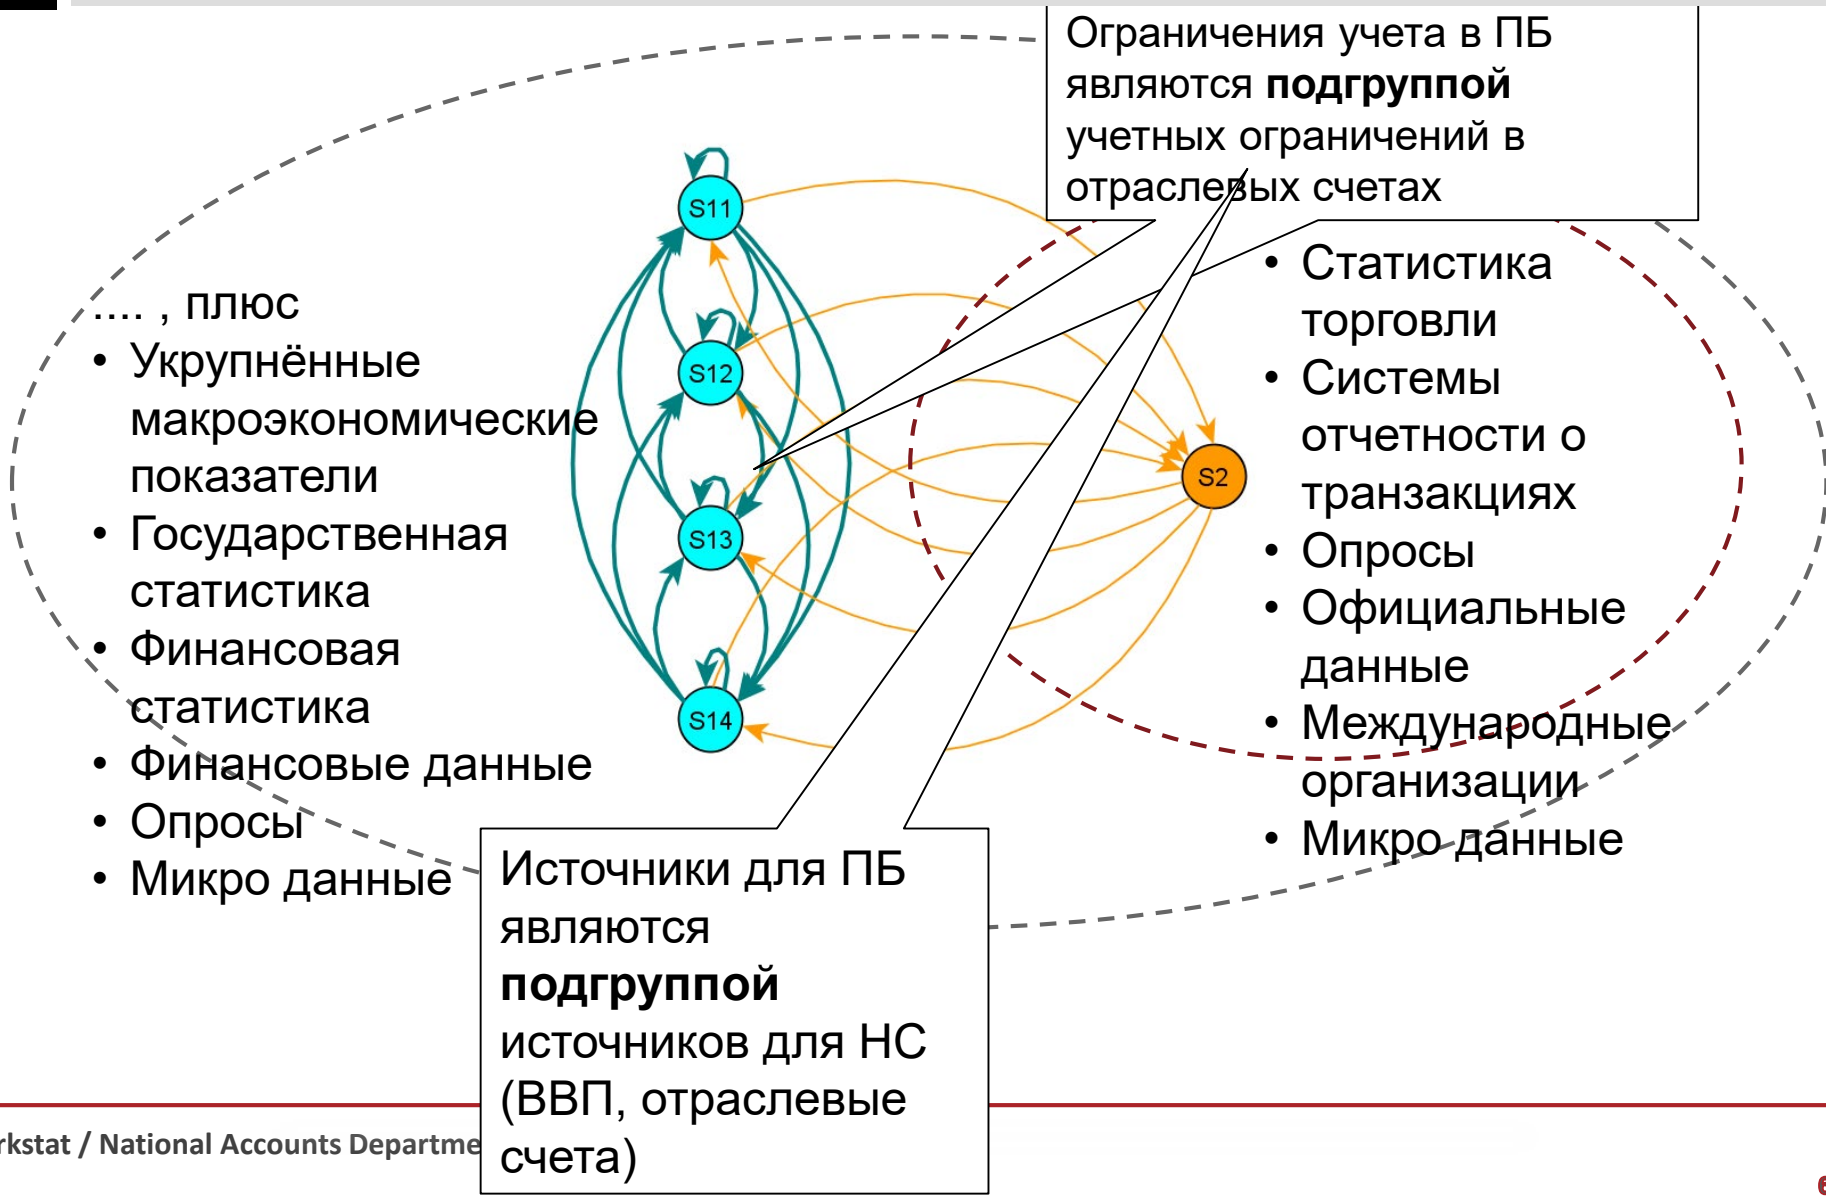 Ограничения учета в ПБ
являются подгруппой
учетных ограничений в
отраслевых счетах
S11
S12
S13
S14
S2
.... , плюс
• Укрупнённые
макроэкономические
показатели
• Государственная
статистика
• Финансовая
статистика
• Финансовые данные
• Опросы
• Микро данные
• Статистика
торговли
• Системы
отчетности о
транзакциях
• Опросы
• Официальные
данные
• Международные
организации
• Микро данные
Источники для ПБ
являются
подгруппой
источников для НС
(ВВП, отраслевые
счета)
rkstat / National Accounts Departme